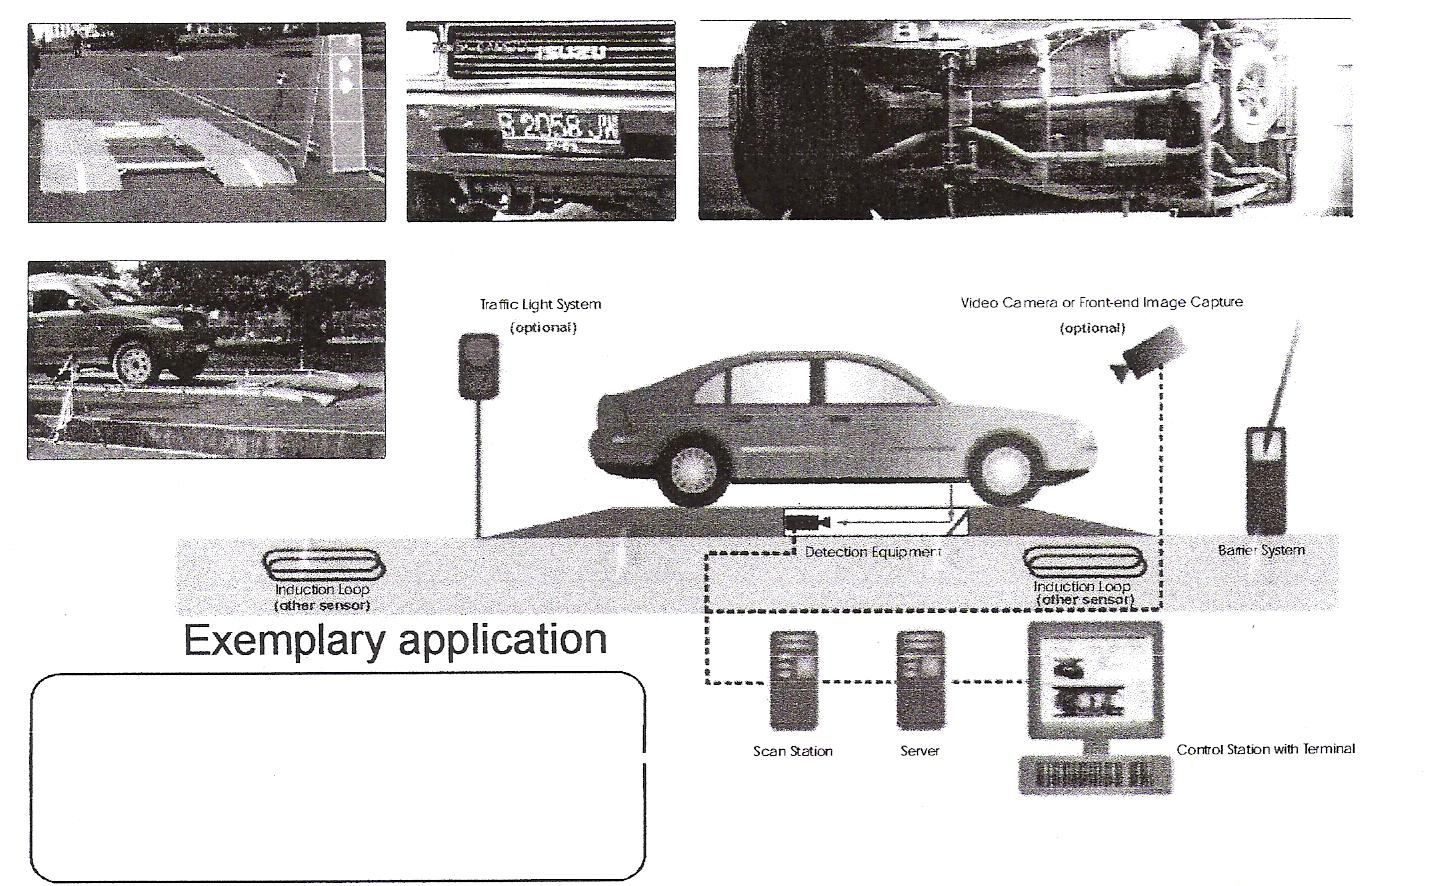 ISUZU
B 2058 JW
Traffic Light System
(optional)
Video Camera or Front-end Image Capture
(optional)
Detection Equipment
Barrier System
Induction Loop
(other sensor)
Induction Loop
(other sensor)
Exemplary application
Scan Station
Server
Control Station with Terminal